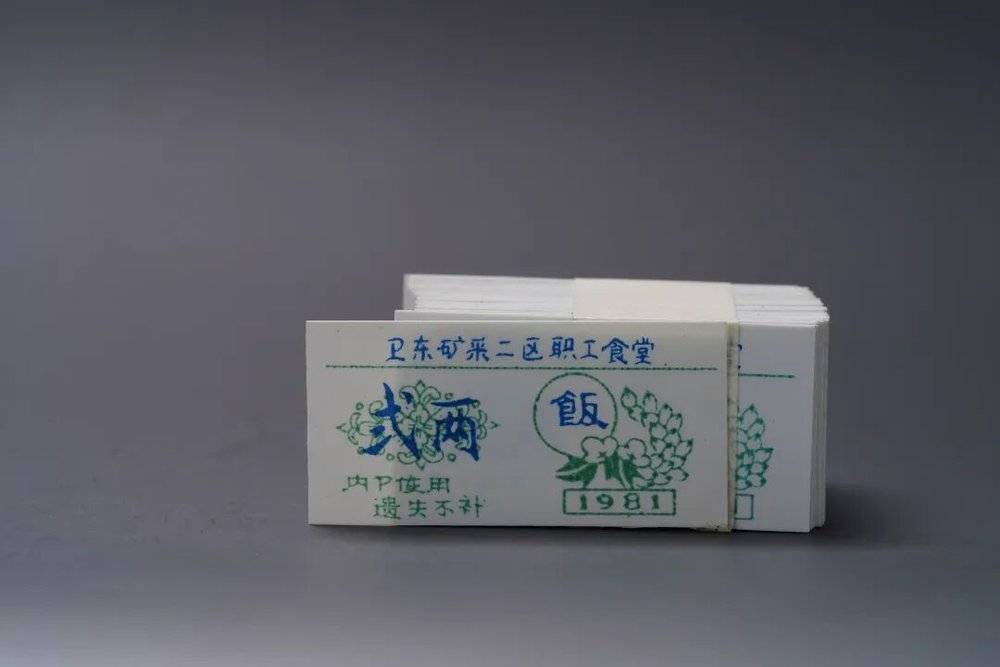 卫东矿采二区职工食堂
弍两
飯
内卩使用
遗失不补
1981